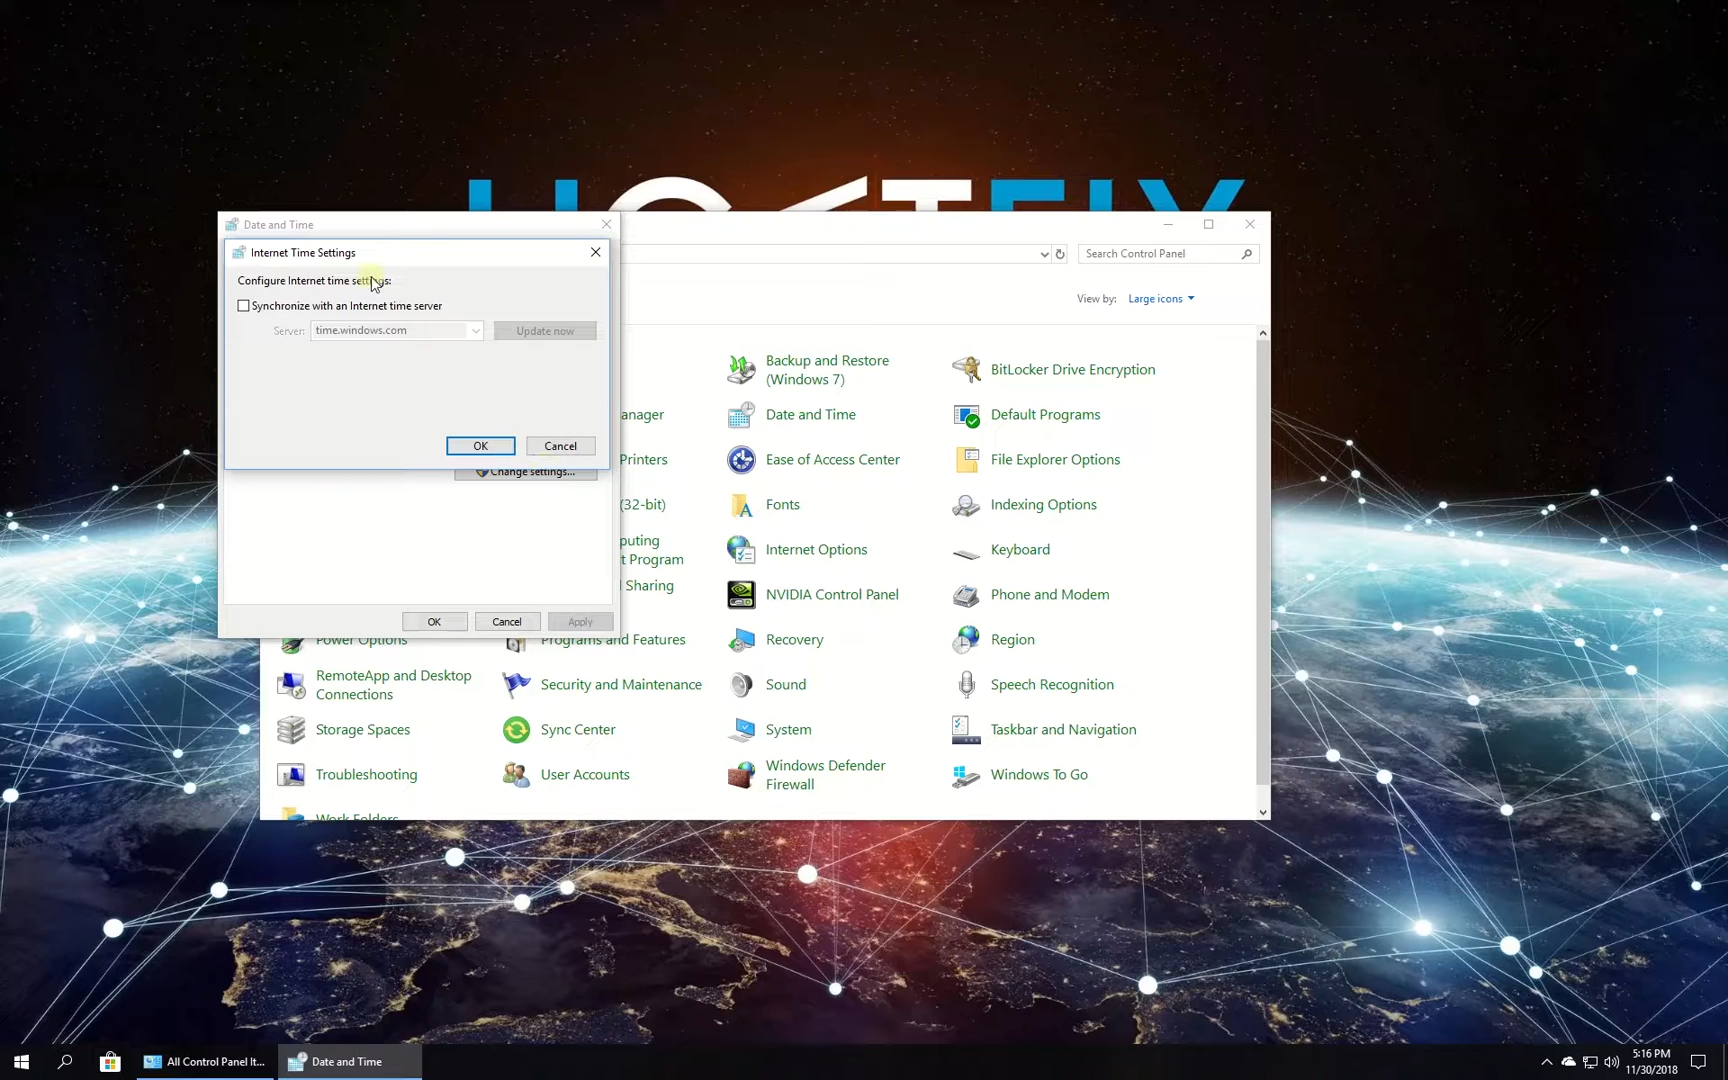 Date and Time
Internet Time Settings
Configure Internet time settings:
Synchronize with an Internet time server
Server:
time.windows.com
Update now
OK
Cancel
Change settings...
OK
Cancel
Apply
Search Control Panel
View by:
Large icons
Backup and Restore
(Windows 7)
BitLocker Drive Encryption
anager
Date and Time
Default Programs
Printers
Ease of Access Center
File Explorer Options
(32-bit)
Fonts
Indexing Options
puting
t Program
Internet Options
Keyboard
l Sharing
NVIDIA Control Panel
Phone and Modem
Power Options
Programs and Features
Recovery
Region
RemoteApp and Desktop
Connections
Security and Maintenance
Sound
Speech Recognition
Storage Spaces
Sync Center
System
Taskbar and Navigation
Troubleshooting
User Accounts
Windows Defender
Firewall
Windows To Go
Work Folders
All Control Panel It...
Date and Time
5:16 PM
11/30/2018